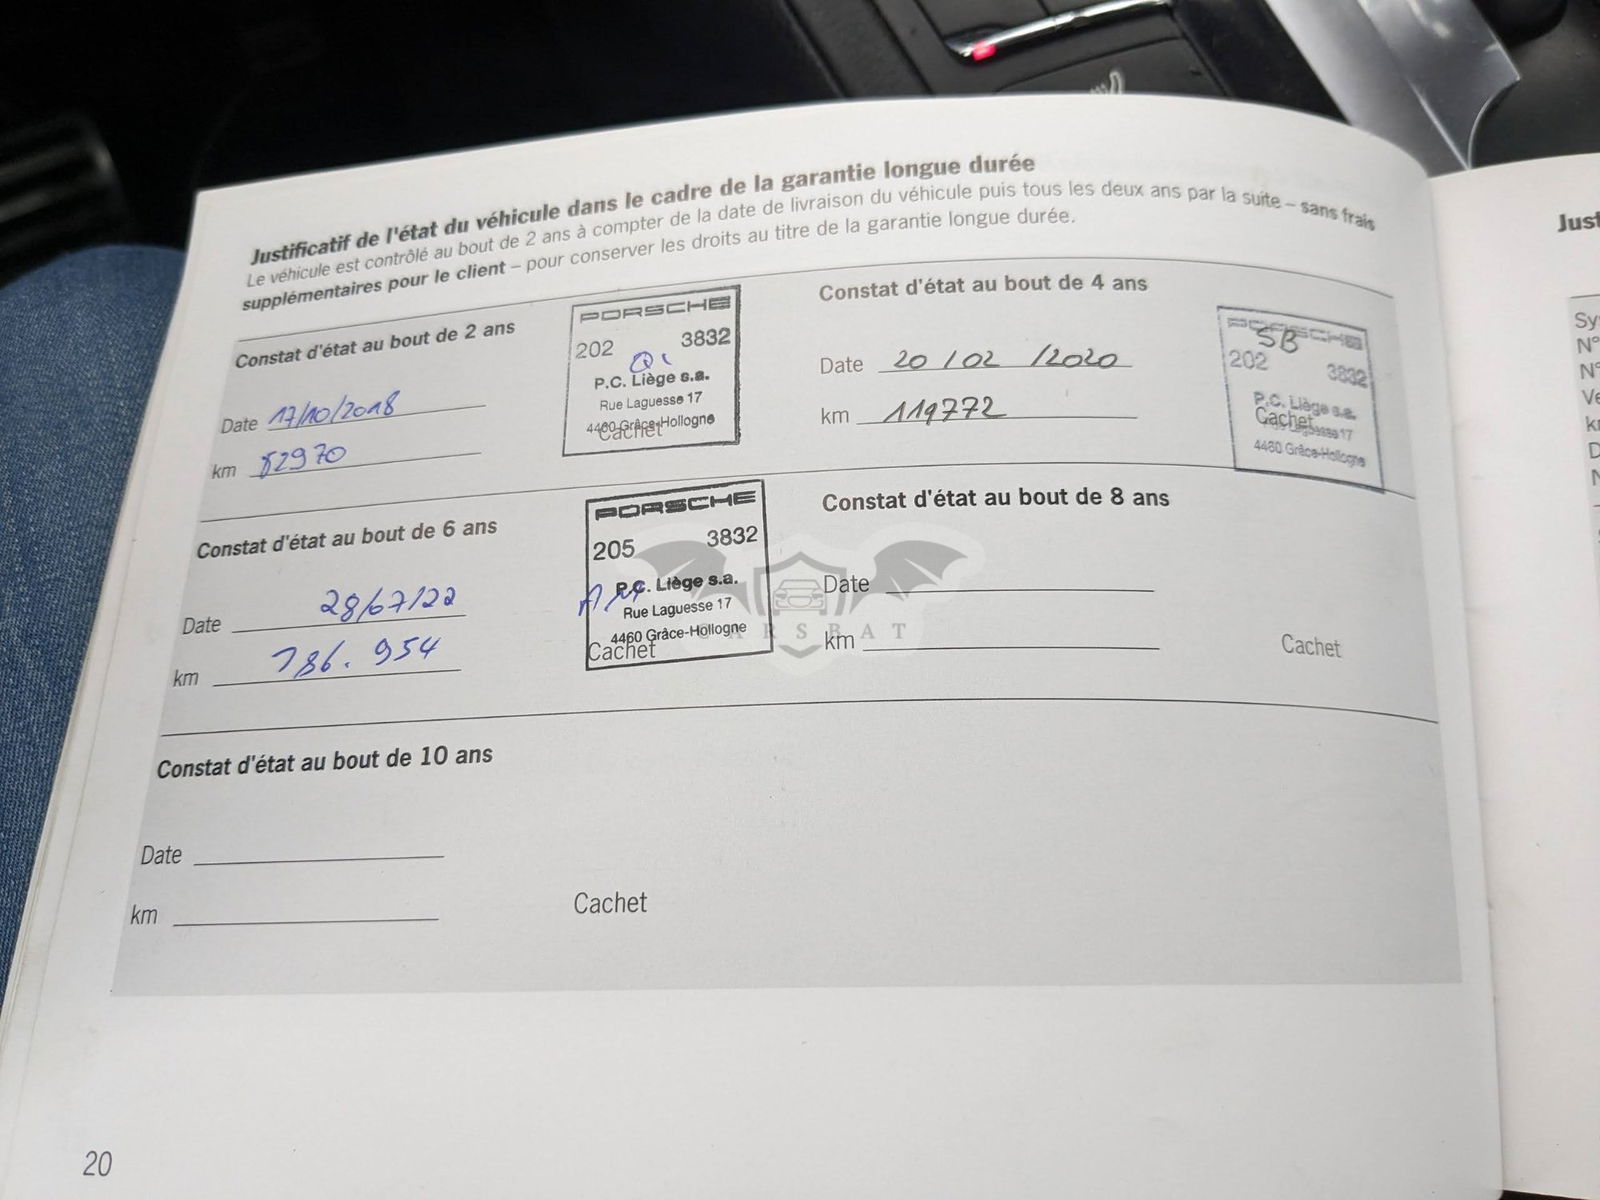 Justificatif de l'état du véhicule dans le cadre de la garantie longue durée
Le véhicule est contrôlé au bout de 2 ans à compter de la date de livraison du véhicule puis tous les deux ans par la suite – sans frais
supplémentaires pour le client – pour conserver les droits au titre de la garantie longue durée.
Constat d'état au bout de 2 ans
Date 17/10/2018
km 82970
PORSCHE
202 3832
P.C. Liège s.a.
Rue Laguesse 17
4460 Grâce-Hollogne
Cachet
Constat d'état au bout de 4 ans
Date 20/02/2020
km 119772
PORSCHE
SB
202 3832
P.C. Liège s.a.
Cachet
Laguesse 17
4460 Grâce-Hollogne
Constat d'état au bout de 6 ans
Date 28/07/22
km 186.954
PORSCHE
205 3832
P.C. Liège s.a.
Rue Laguesse 17
4460 Grâce-Hollogne
Cachet
Constat d'état au bout de 8 ans
Date
km
Cachet
CARSBAT
Constat d'état au bout de 10 ans
Date
km
Cachet
20
Just
Sy
N°
N°
Ve